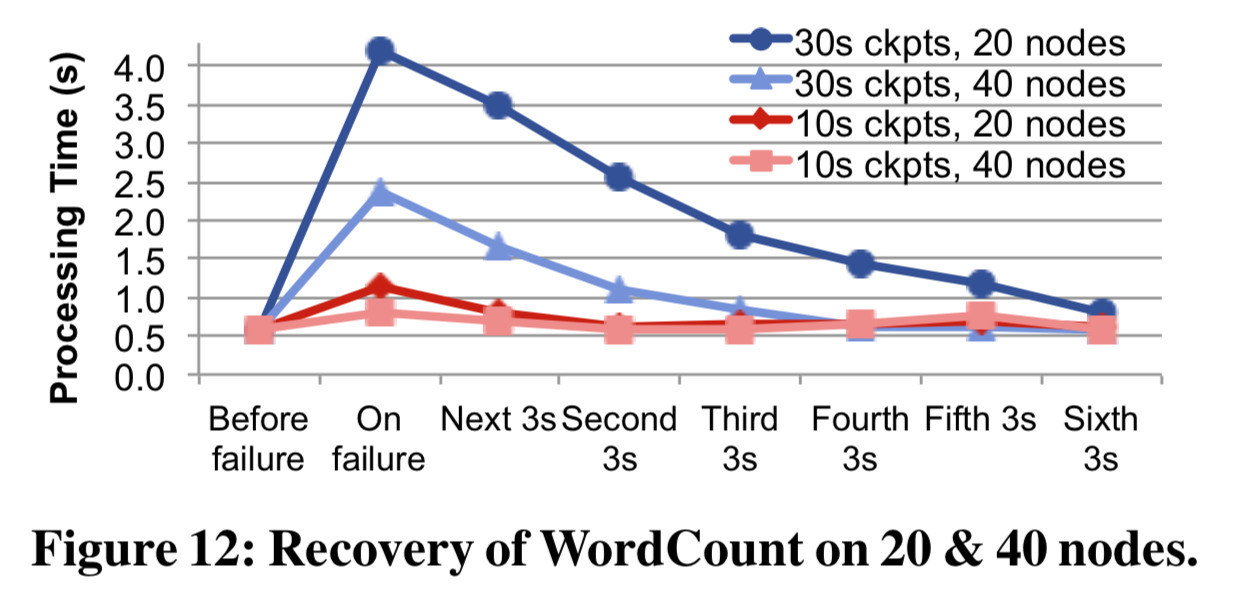 Processing Time (s)
4.0
3.5
3.0
2.5
2.0
1.5
1.0
0.5
0.0
30s ckpts, 20 nodes
30s ckpts, 40 nodes
10s ckpts, 20 nodes
10s ckpts, 40 nodes
Before failure
On failure
Next 3s
Second 3s
Third 3s
Fourth 3s
Fifth 3s
Sixth 3s
Figure 12: Recovery of WordCount on 20 & 40 nodes.